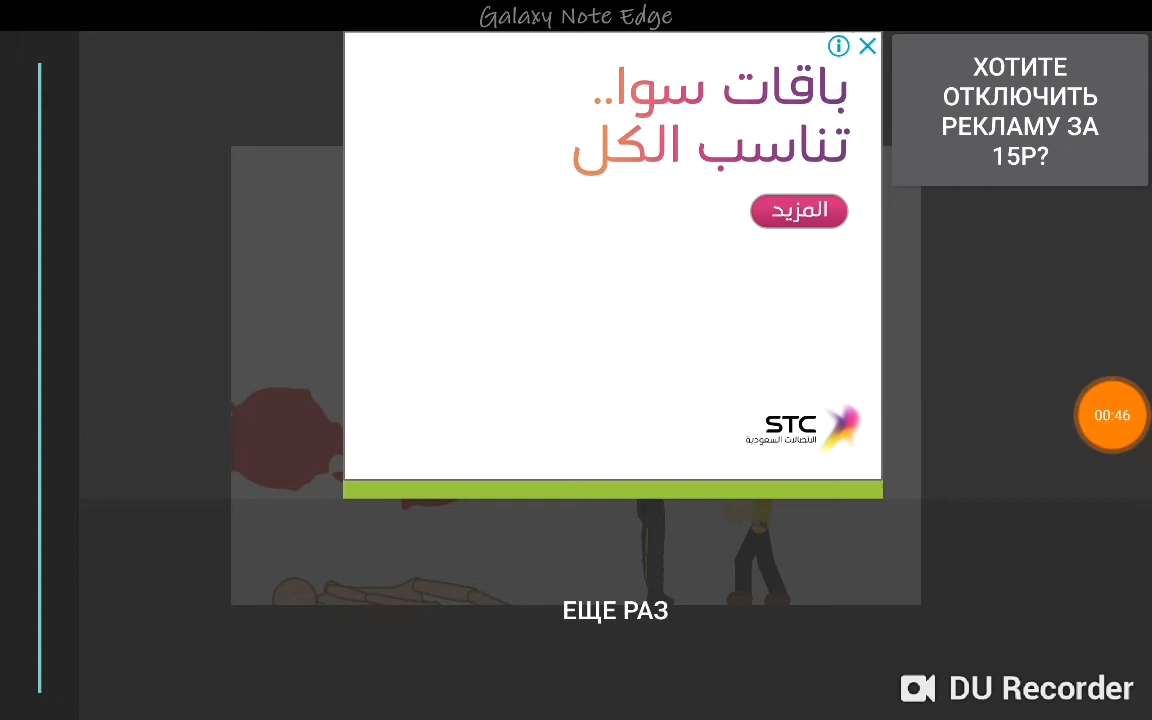 Galaxy Note Edge
باقات سوا..
تناسب الكل
المزيد
STC
الاتصالات السعودية
ХОТИТЕ
ОТКЛЮЧИТЬ
РЕКЛАМУ ЗА
15Р?
00:46
ЕЩЕ РАЗ
DU Recorder